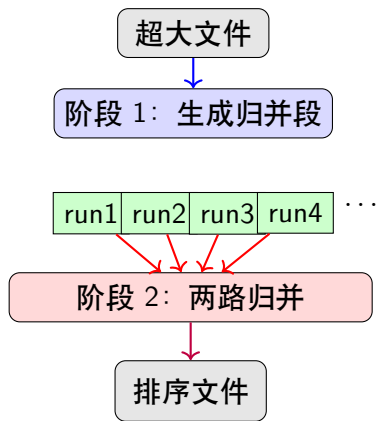 超大文件
阶段 1：生成归并段
run1 run2 run3 run4 ···
阶段 2：两路归并
排序文件